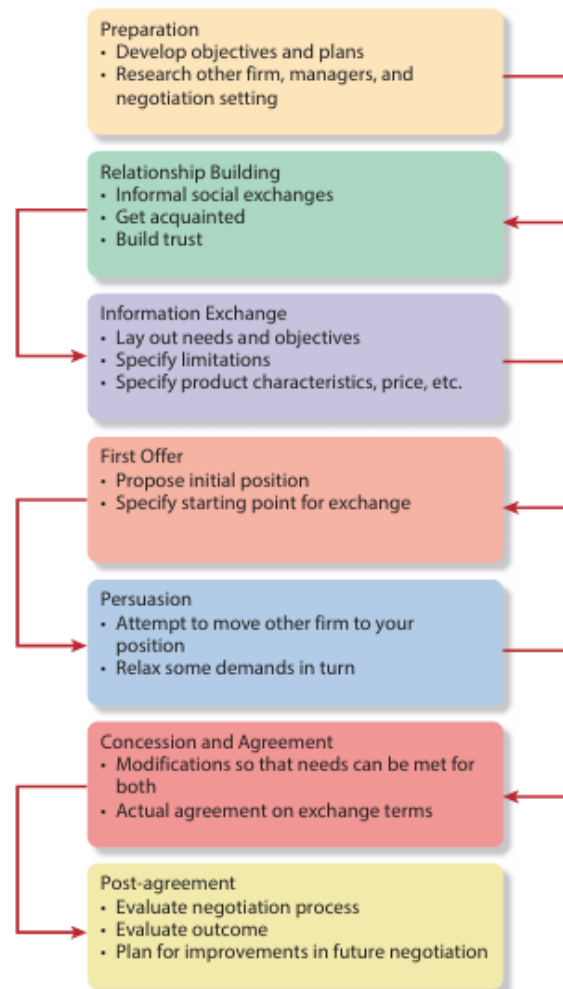 Preparation
• Develop objectives and plans
• Research other firm, managers, and
negotiation setting
Relationship Building
• Informal social exchanges
• Get acquainted
• Build trust
Information Exchange
• Lay out needs and objectives
• Specify limitations
• Specify product characteristics, price, etc.
First Offer
• Propose initial position
• Specify starting point for exchange
Persuasion
• Attempt to move other firm to your
position
• Relax some demands in turn
Concession and Agreement
• Modifications so that needs can be met for
both
• Actual agreement on exchange terms
Post-agreement
• Evaluate negotiation process
• Evaluate outcome
• Plan for improvements in future negotiation